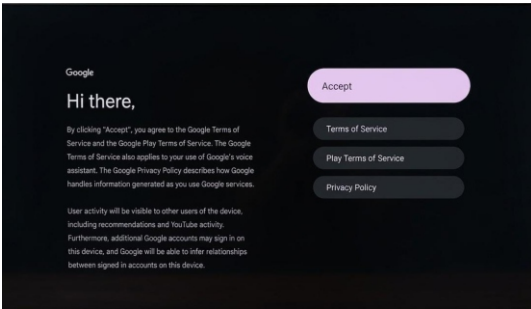 Google
Hi there,
By clicking "Accept", you agree to the Google Terms of
Service and the Google Play Terms of Service. The Google
Terms of Service also applies to your use of Google's voice
assistant. The Google Privacy Policy describes how Google
handles information generated as you use Google services.
User activity will be visible to other users of the device,
including recommendations and YouTube activity.
Furthermore, additional Google accounts may sign in on
this device, and Google will be able to infer relationships
between signed in accounts on this device.
Accept
Terms of Service
Play Terms of Service
Privacy Policy